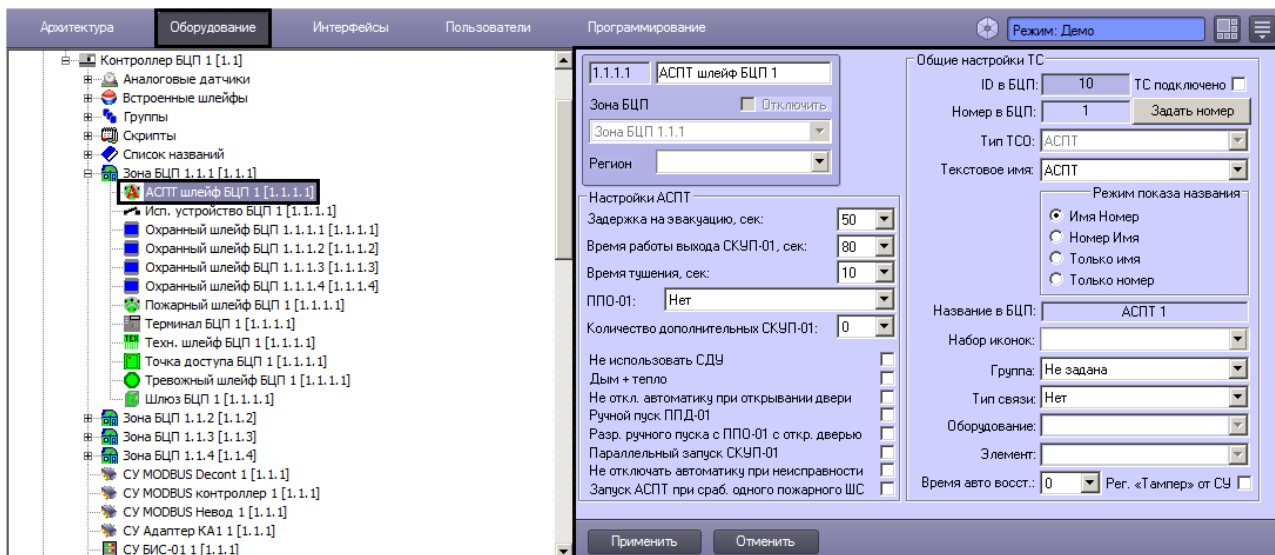 Архитектура Оборудование Интерфейсы Пользователи Программирование Режим: Демо
Контроллер БЦП 1 [1.1]
Аналоговые датчики
Встроенные шлейфы
Группы
Скрипты
Список названий
Зона БЦП 1.1.1 [1.1.1]
АСПТ шлейф БЦП 1 [1.1.1.1]
Исп. устройство БЦП 1 [1.1.1.1]
Охранный шлейф БЦП 1.1.1.1 [1.1.1.1]
Охранный шлейф БЦП 1.1.1.2 [1.1.1.2]
Охранный шлейф БЦП 1.1.1.3 [1.1.1.3]
Охранный шлейф БЦП 1.1.1.4 [1.1.1.4]
Пожарный шлейф БЦП 1 [1.1.1.1]
Терминал БЦП 1 [1.1.1.1]
Техн. шлейф БЦП 1 [1.1.1.1]
Точка доступа БЦП 1 [1.1.1.1]
Тревожный шлейф БЦП 1 [1.1.1.1]
Шлюз БЦП 1 [1.1.1.1]
Зона БЦП 1.1.2 [1.1.2]
Зона БЦП 1.1.3 [1.1.3]
Зона БЦП 1.1.4 [1.1.4]
СУ MODBUS Decont 1 [1.1.1]
СУ MODBUS контроллер 1 [1.1.1]
СУ MODBUS Невод 1 [1.1.1]
СУ Адаптер КА1 1 [1.1.1]
СУ БИС-01 1 [1.1.1]
1.1.1.1 АСПТ шлейф БЦП 1
Зона БЦП Отключить
Зона БЦП 1.1.1
Регион
Настройки АСПТ
Задержка на эвакуацию, сек: 50
Время работы выхода СКУП-01, сек: 80
Время тушения, сек: 10
ППО-01: Нет
Количество дополнительных СКУП-01: 0
Не использовать СДУ
Дым + тепло
Не откл. автоматику при открывании двери
Ручной пуск ППД-01
Разр. ручного пуска с ППО-01 с откр. дверью
Параллельный запуск СКУП-01
Не отключать автоматику при неисправности
Запуск АСПТ при сраб. одного пожарного ШС
Общие настройки ТС
ID в БЦП: 10 ТС подключено
Номер в БЦП: 1 Задать номер
Тип ТСО: АСПТ
Текстовое имя: АСПТ
Режим показа названия
Имя Номер
Номер Имя
Только имя
Только номер
Название в БЦП: АСПТ 1
Набор иконок:
Группа: Не задана
Тип связи: Нет
Оборудование:
Элемент:
Время авто восст.: 0 Рег. «Тампер» от СУ
Применить Отменить